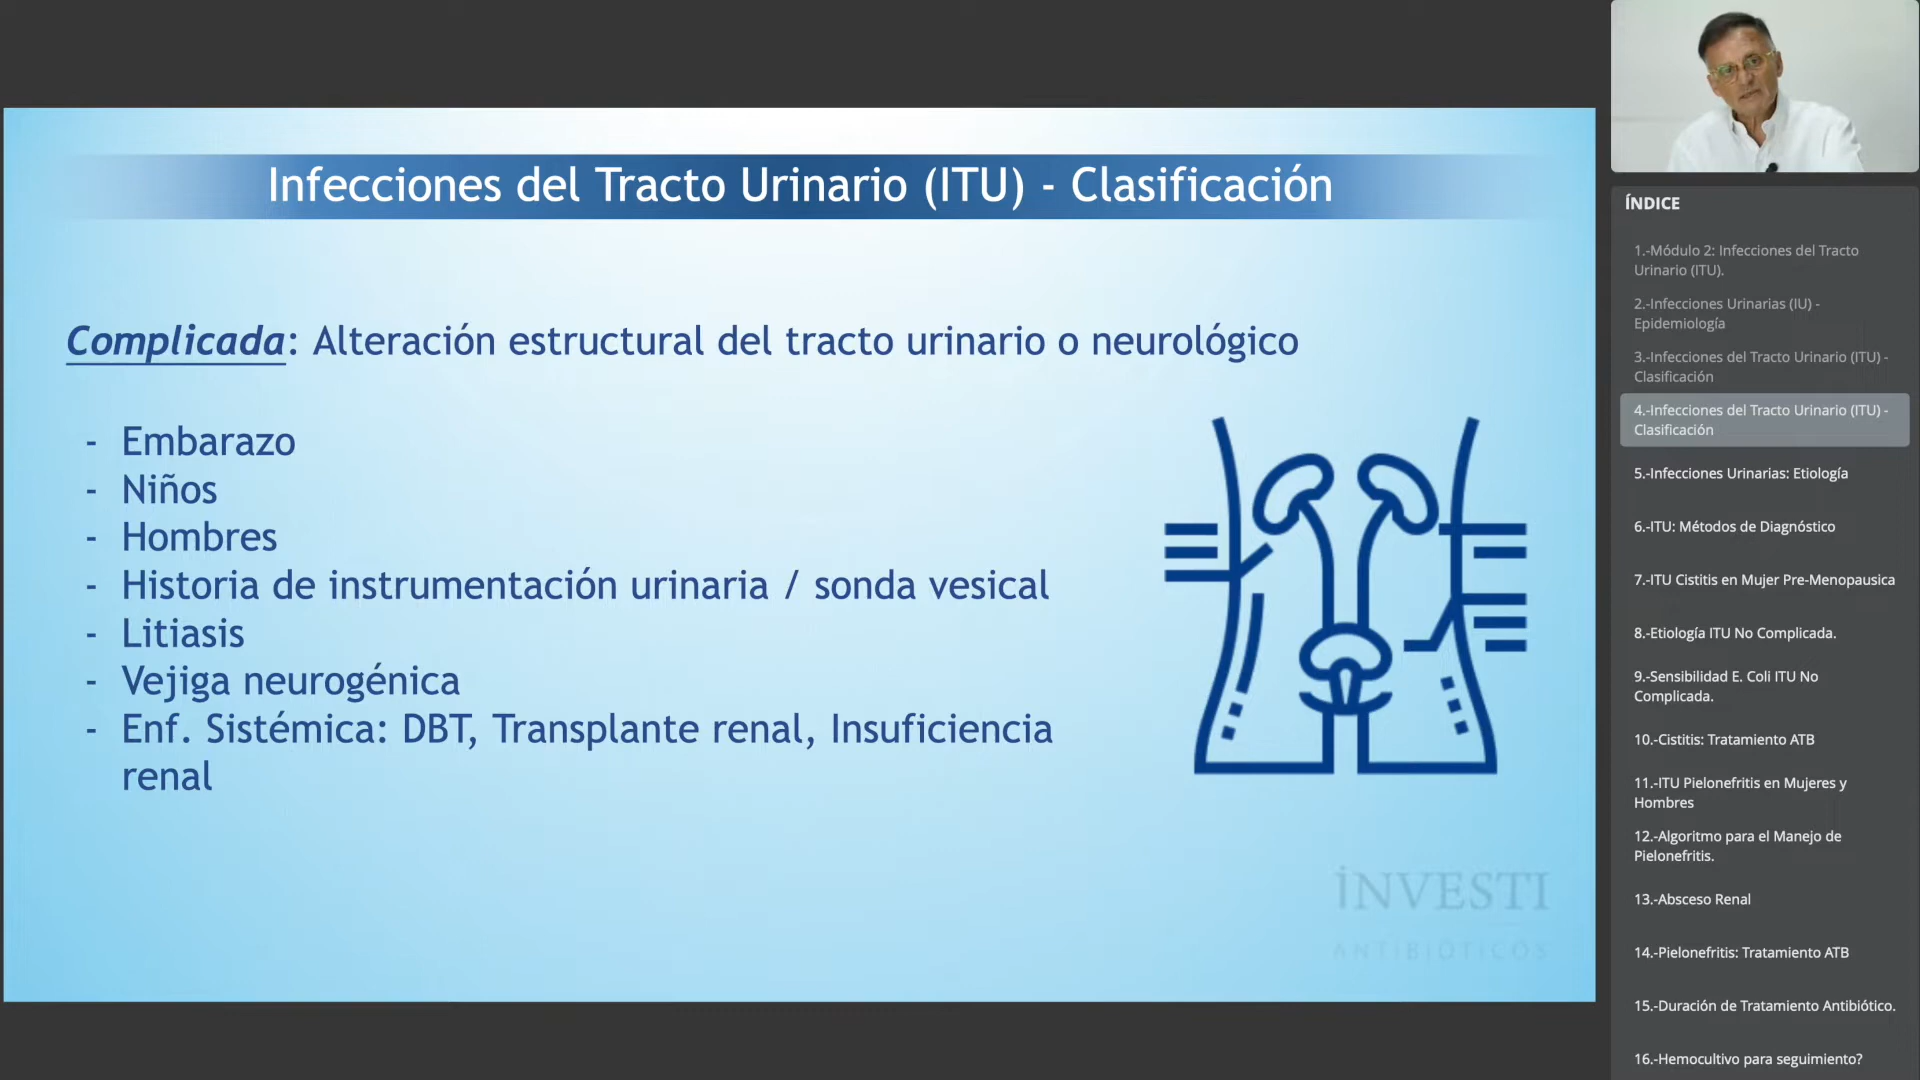 Infecciones del Tracto Urinario (ITU) - Clasificación
Complicada: Alteración estructural del tracto urinario o neurológico
- Embarazo
- Niños
- Hombres
- Historia de instrumentación urinaria / sonda vesical
- Litiasis
- Vejiga neurogénica
- Enf. Sistémica: DBT, Transplante renal, Insuficiencia
renal
INVESTI
ANTIBIÓTICOS
ÍNDICE
1.-Módulo 2: Infecciones del Tracto
Urinario (ITU).
2.-Infecciones Urinarias (IU) -
Epidemiología
3.-Infecciones del Tracto Urinario (ITU) -
Clasificación
4.-Infecciones del Tracto Urinario (ITU) -
Clasificación
5.-Infecciones Urinarias: Etiología
6.-ITU: Métodos de Diagnóstico
7.-ITU Cistitis en Mujer Pre-Menopausica
8.-Etiología ITU No Complicada.
9.-Sensibilidad E. Coli ITU No
Complicada.
10.-Cistitis: Tratamiento ATB
11.-ITU Pielonefritis en Mujeres y
Hombres
12.-Algoritmo para el Manejo de
Pielonefritis.
13.-Absceso Renal
14.-Pielonefritis: Tratamiento ATB
15.-Duración de Tratamiento Antibiótico.
16.-Hemocultivo para seguimiento?